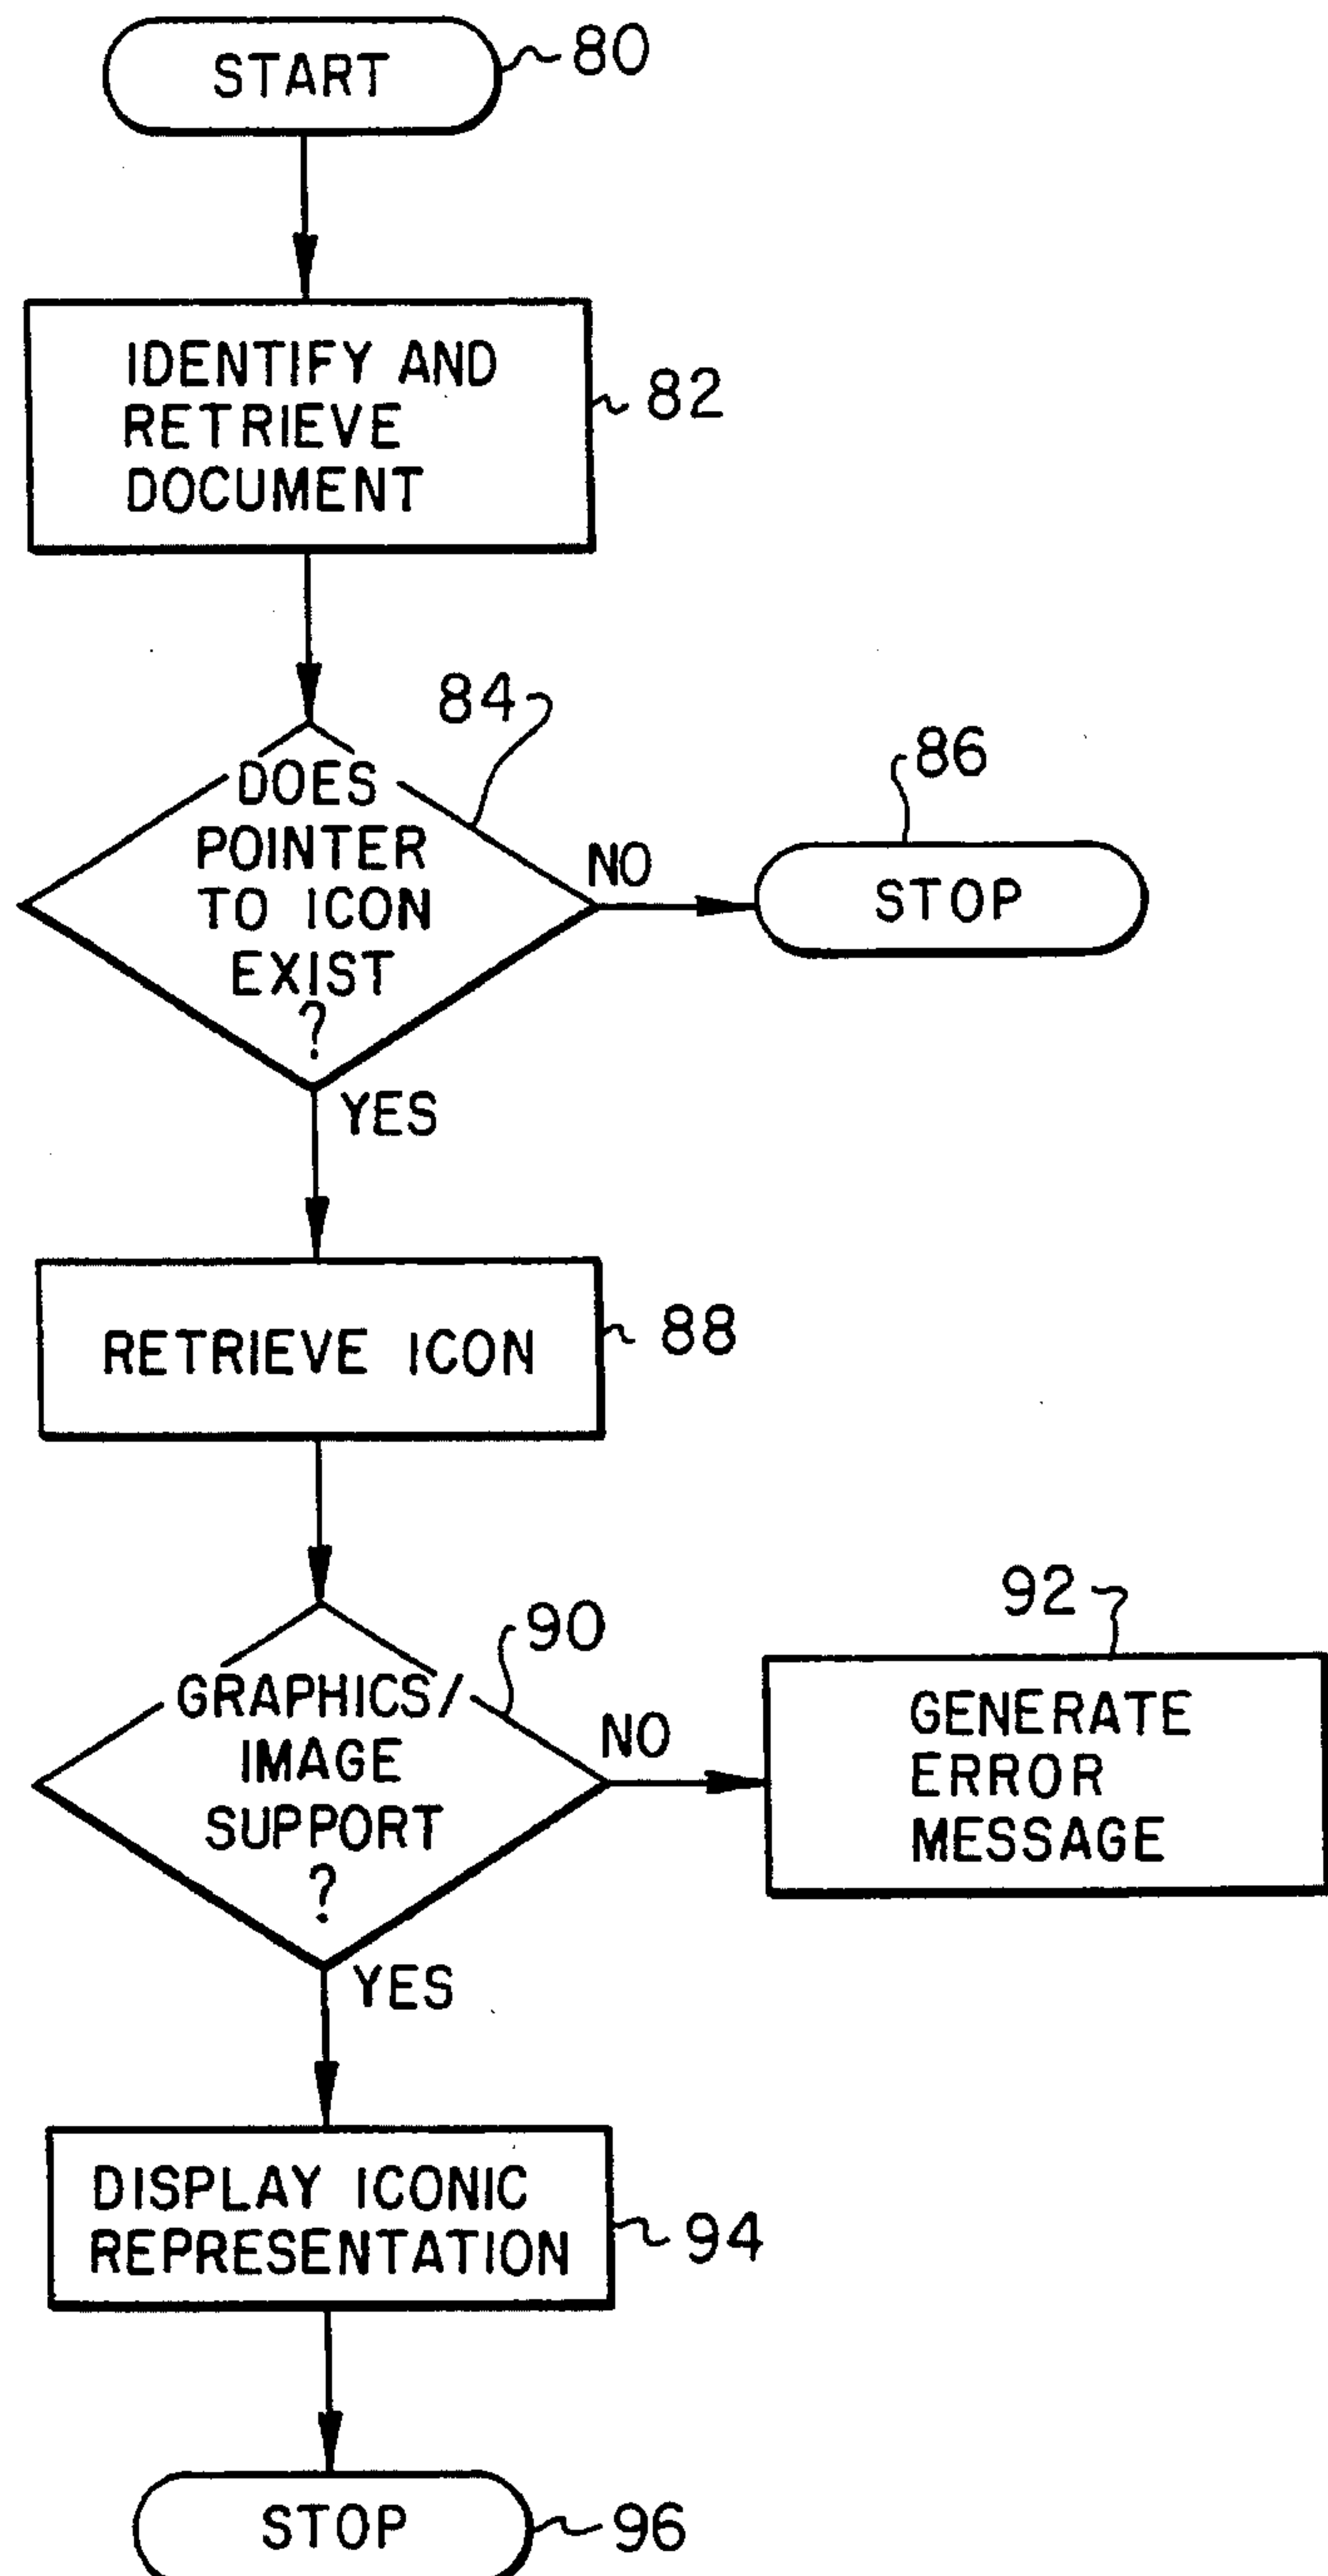 START
80
IDENTIFY AND
RETRIEVE
DOCUMENT
82
84
DOES
POINTER
TO ICON
EXIST
?
NO
86
STOP
YES
RETRIEVE ICON
88
90
GRAPHICS/
IMAGE
SUPPORT
?
NO
92
GENERATE
ERROR
MESSAGE
YES
DISPLAY ICONIC
REPRESENTATION
94
STOP
96